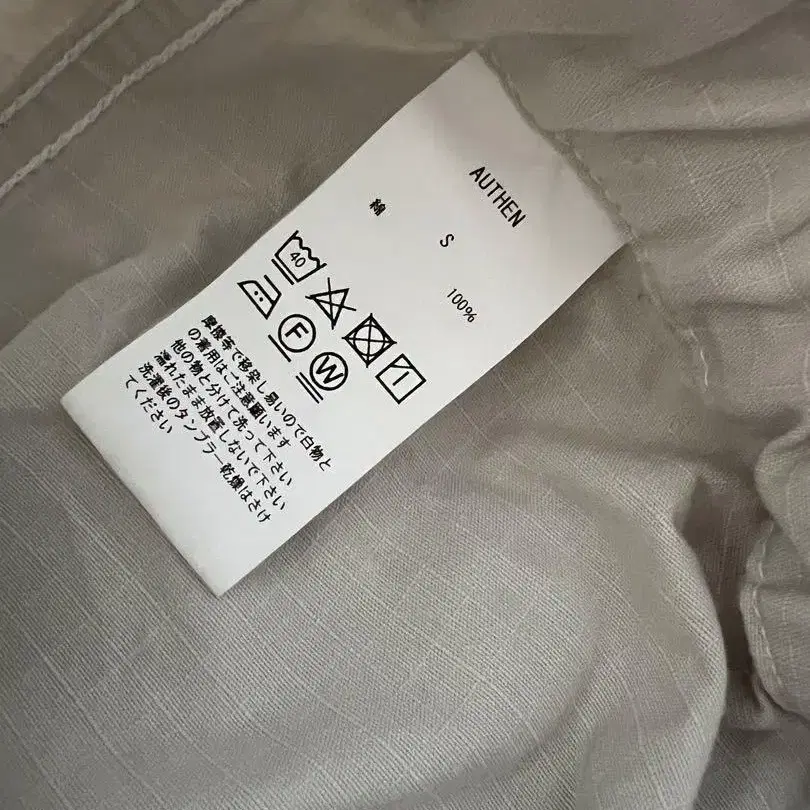 AUTHEN
S
綿 100%
40
F
W
摩擦等で移染し易いので白物と
の着用はご注意願います
他の物と分けて洗って下さい
濡れたまま放置しないで下さい
洗濯後のタンブラー乾燥はさけ
てください